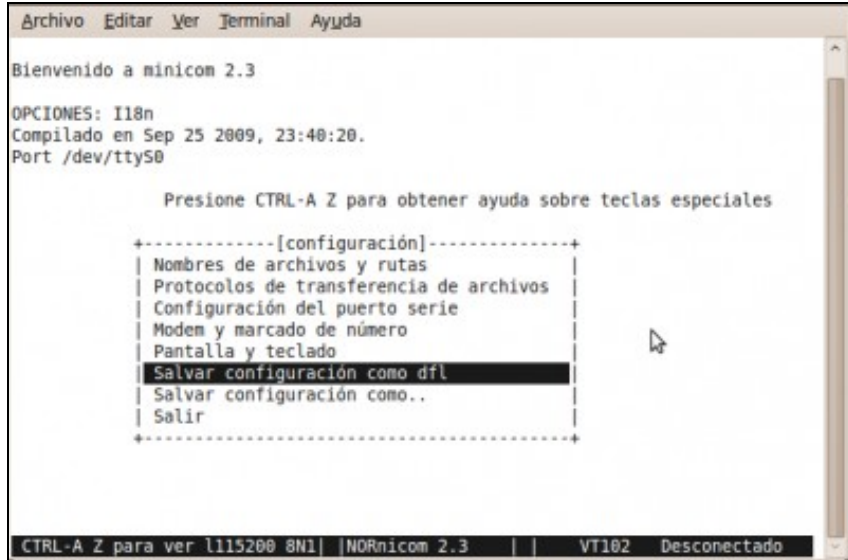 Archivo Editar Ver Terminal Ayuda
Bienvenido a minicom 2.3
OPCIONES: I18n
Compilado en Sep 25 2009, 23:40:20.
Port /dev/ttyS0
Presione CTRL-A Z para obtener ayuda sobre teclas especiales
+-------------[configuración]--------------+
| Nombres de archivos y rutas |
| Protocolos de transferencia de archivos |
| Configuración del puerto serie |
| Modem y marcado de número |
| Pantalla y teclado |
| Salvar configuración como dfl |
| Salvar configuración como.. |
| Salir |
+------------------------------------------+
CTRL-A Z para ver l115200 8N1| |NORnicom 2.3 | | VT102 Desconectado